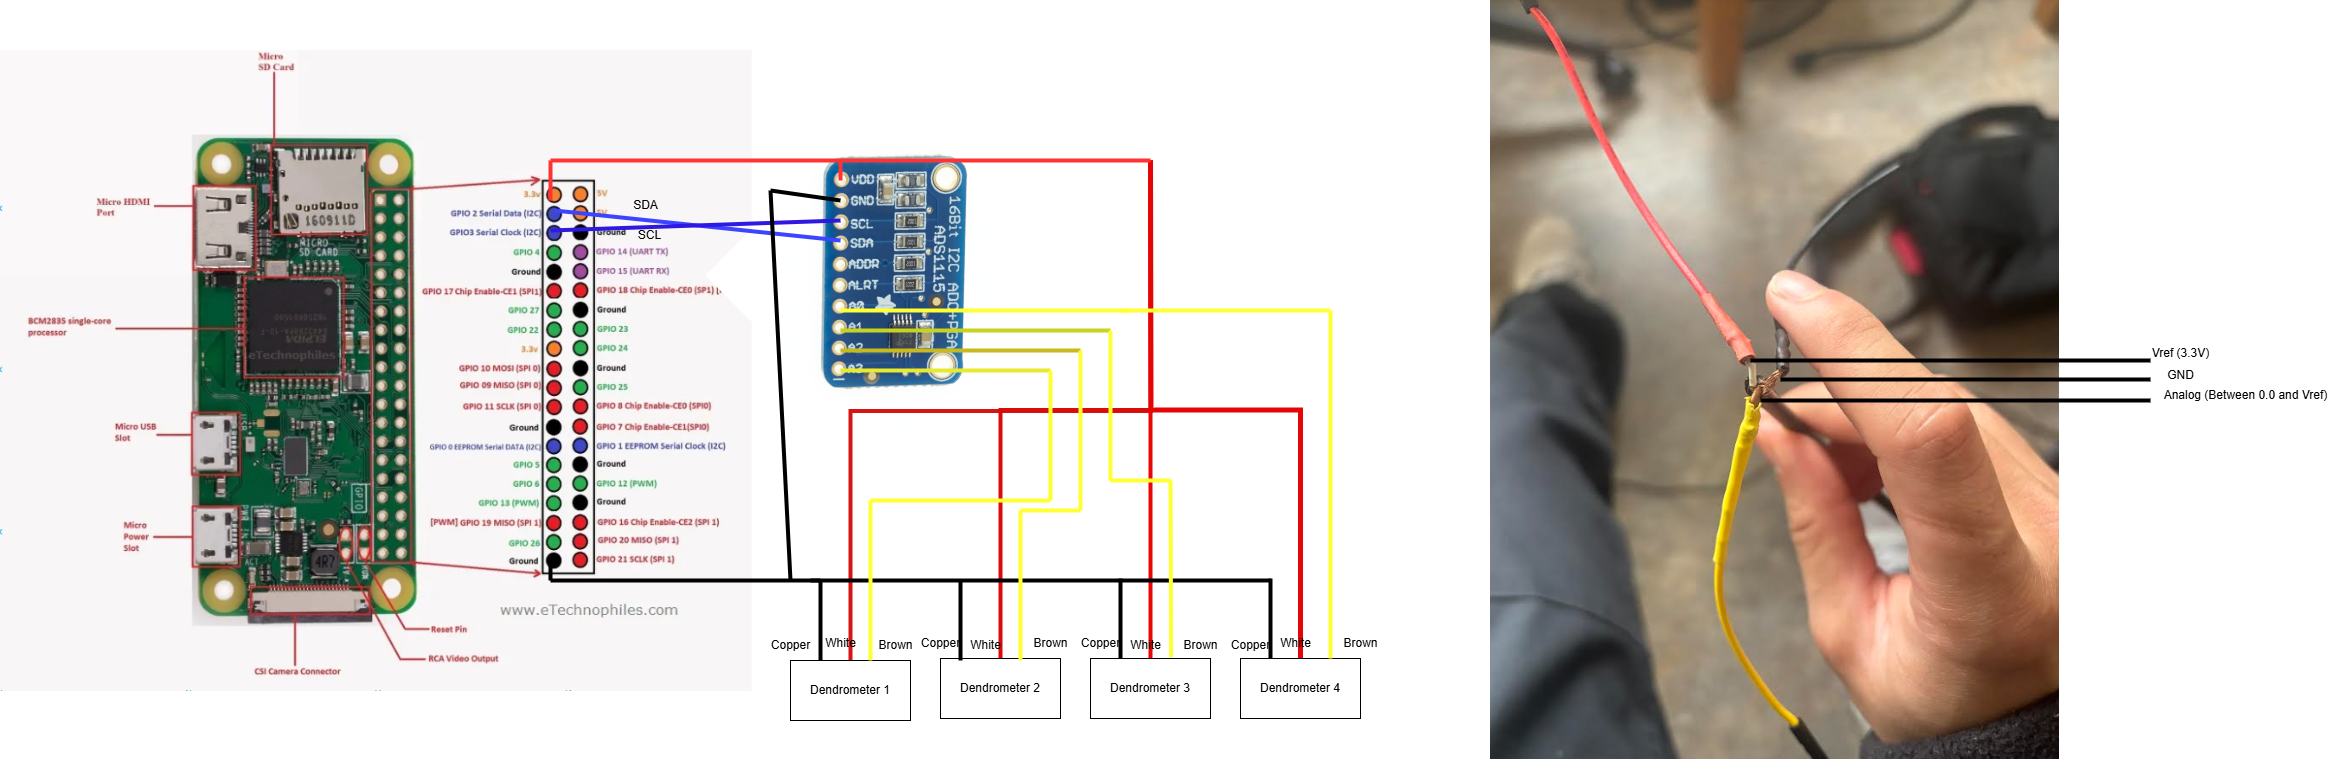 Micro
SD Card
Micro HDMI
Port
BCM2835 single-core
processor
Micro USB
Slot
Micro
Power
Slot
CSI Camera Connector
RCA Video Output
Reset Pin
160911D
MICRO
SD CARD
eTechnophiles
GPIO
4R7
3.3v
5V
GPIO 2 Serial Data (I2C)
5V
GPIO3 Serial Clock (I2C)
Ground
GPIO 4
GPIO 14 (UART TX)
Ground
GPIO 15 (UART RX)
GPIO 17 Chip Enable-CE1 (SPI1)
GPIO 18 Chip Enable-CE0 (SP1)
GPIO 27
Ground
GPIO 22
GPIO 23
3.3v
GPIO 24
GPIO 10 MOSI (SPI 0)
Ground
GPIO 09 MISO (SPI 0)
GPIO 25
GPIO 11 SCLK (SPI 0)
GPIO 8 Chip Enable-CE0 (SPI0)
Ground
GPIO 7 Chip Enable-CE1(SPI0)
GPIO 0 EEPROM Serial DATA (I2C)
GPIO 1 EEPROM Serial Clock (I2C)
GPIO 5
Ground
GPIO 6
GPIO 12 (PWM)
GPIO 13 (PWM)
Ground
[PWM] GPIO 19 MISO (SPI 1)
GPIO 16 Chip Enable-CE2 (SPI 1)
GPIO 26
GPIO 20 MISO (SPI 1)
Ground
GPIO 21 SCLK (SPI 1)
www.eTechnophiles.com
SDA
SCL
VDD
GND
SCL
SDA
ADDR
ALRT
A0
A1
A2
A3
16Bit I2C ADC+PGA
ADS1115
Copper
White
Brown
Copper
White
Brown
Copper
White
Brown
Copper
White
Brown
Dendrometer 1
Dendrometer 2
Dendrometer 3
Dendrometer 4
Vref (3.3V)
GND
Analog (Between 0.0 and Vref)